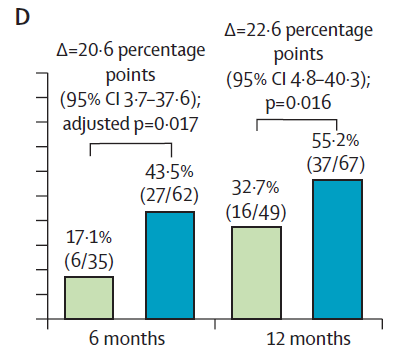 D
Δ=20·6 percentage
points
(95% CI 3·7–37·6);
adjusted p=0·017
Δ=22·6 percentage
points
(95% CI 4·8–40·3);
p=0·016
17·1%
(6/35)
43·5%
(27/62)
32·7%
(16/49)
55·2%
(37/67)
6 months
12 months